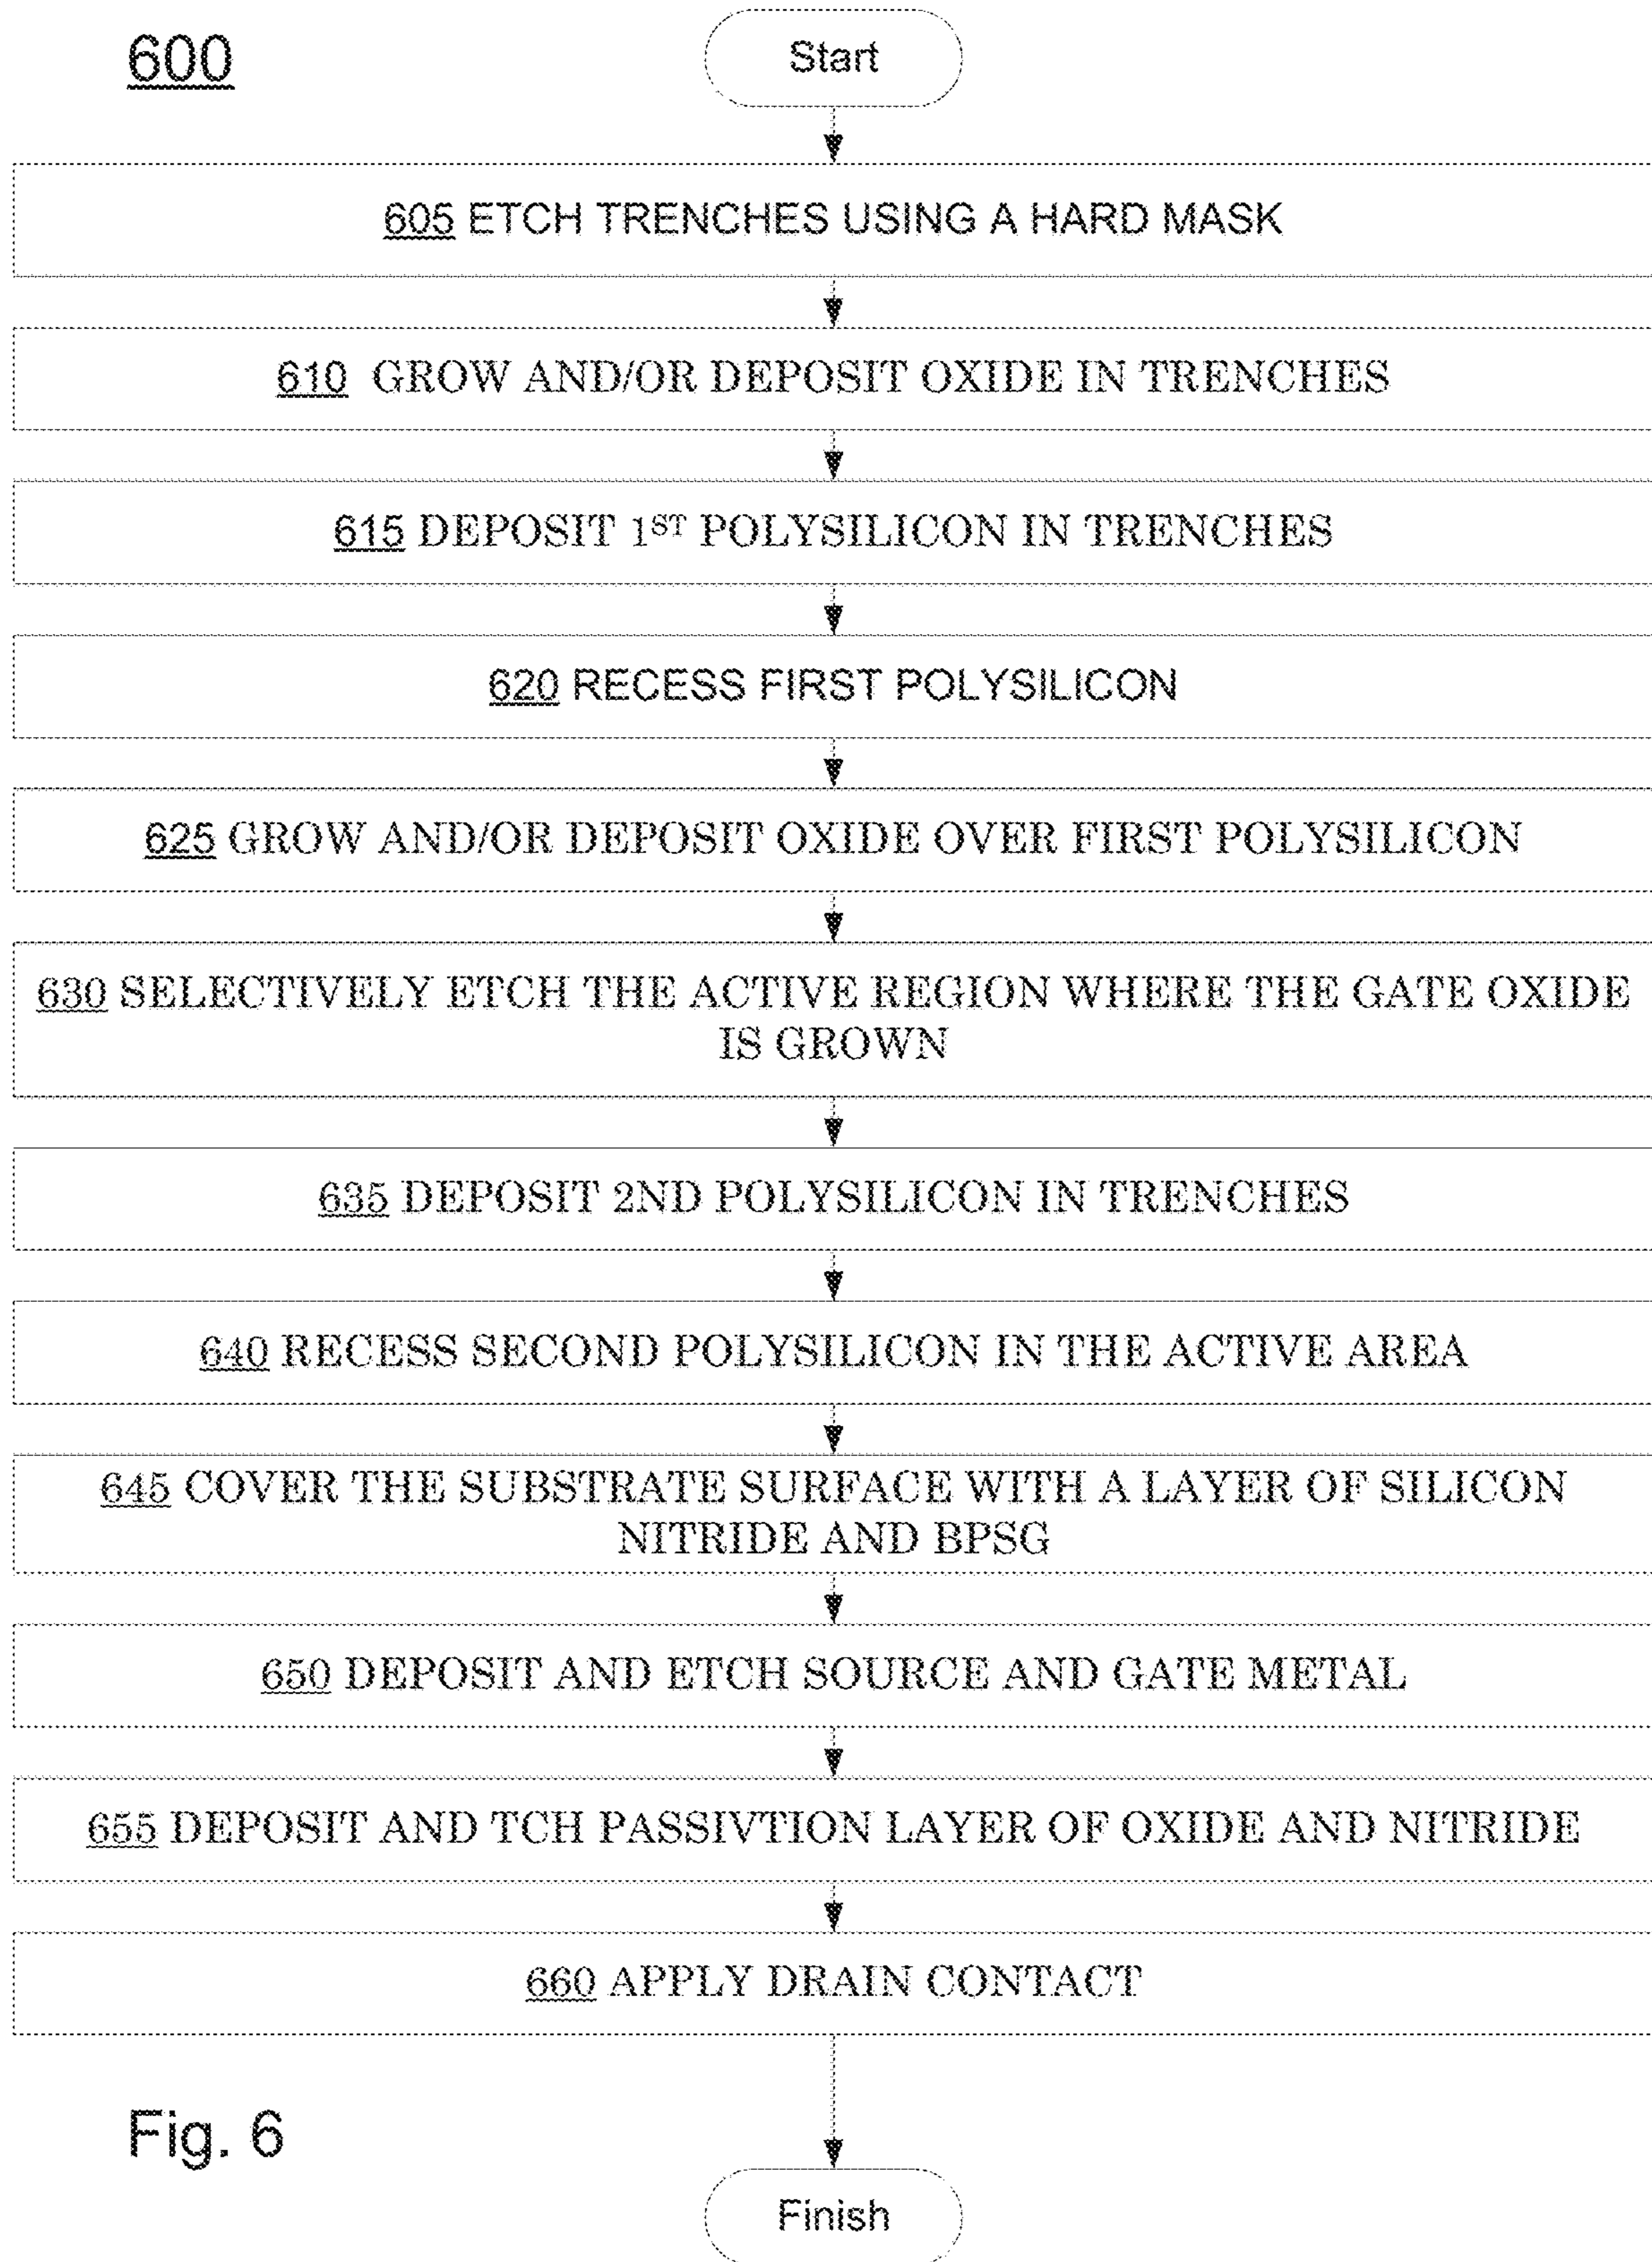 600
Start
605 ETCH TRENCHES USING A HARD MASK
610 GROW AND/OR DEPOSIT OXIDE IN TRENCHES
615 DEPOSIT 1ST POLYSILICON IN TRENCHES
620 RECESS FIRST POLYSILICON
625 GROW AND/OR DEPOSIT OXIDE OVER FIRST POLYSILICON
630 SELECTIVELY ETCH THE ACTIVE REGION WHERE THE GATE OXIDE
IS GROWN
635 DEPOSIT 2ND POLYSILICON IN TRENCHES
640 RECESS SECOND POLYSILICON IN THE ACTIVE AREA
645 COVER THE SUBSTRATE SURFACE WITH A LAYER OF SILICON
NITRIDE AND BPSG
650 DEPOSIT AND ETCH SOURCE AND GATE METAL
655 DEPOSIT AND TCH PASSIVTION LAYER OF OXIDE AND NITRIDE
660 APPLY DRAIN CONTACT
Fig. 6
Finish